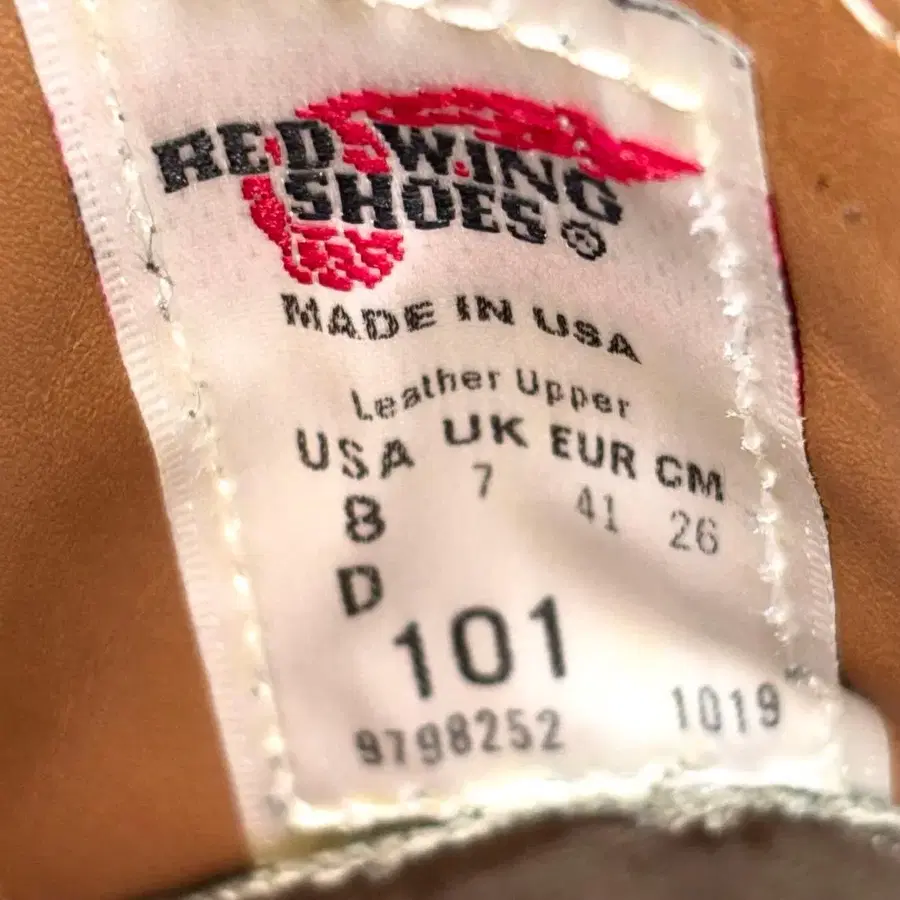 RED WING
SHOES ®
MADE IN USA
Leather Upper
USA UK EUR CM
8 7 41 26
D
101
9798252 1019